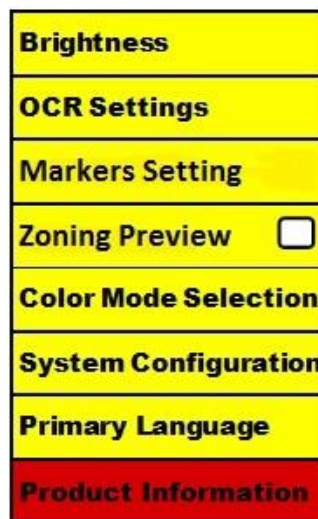 Brightness
OCR Settings
Markers Setting
Zoning Preview
Color Mode Selection
System Configuration
Primary Language
Product Information